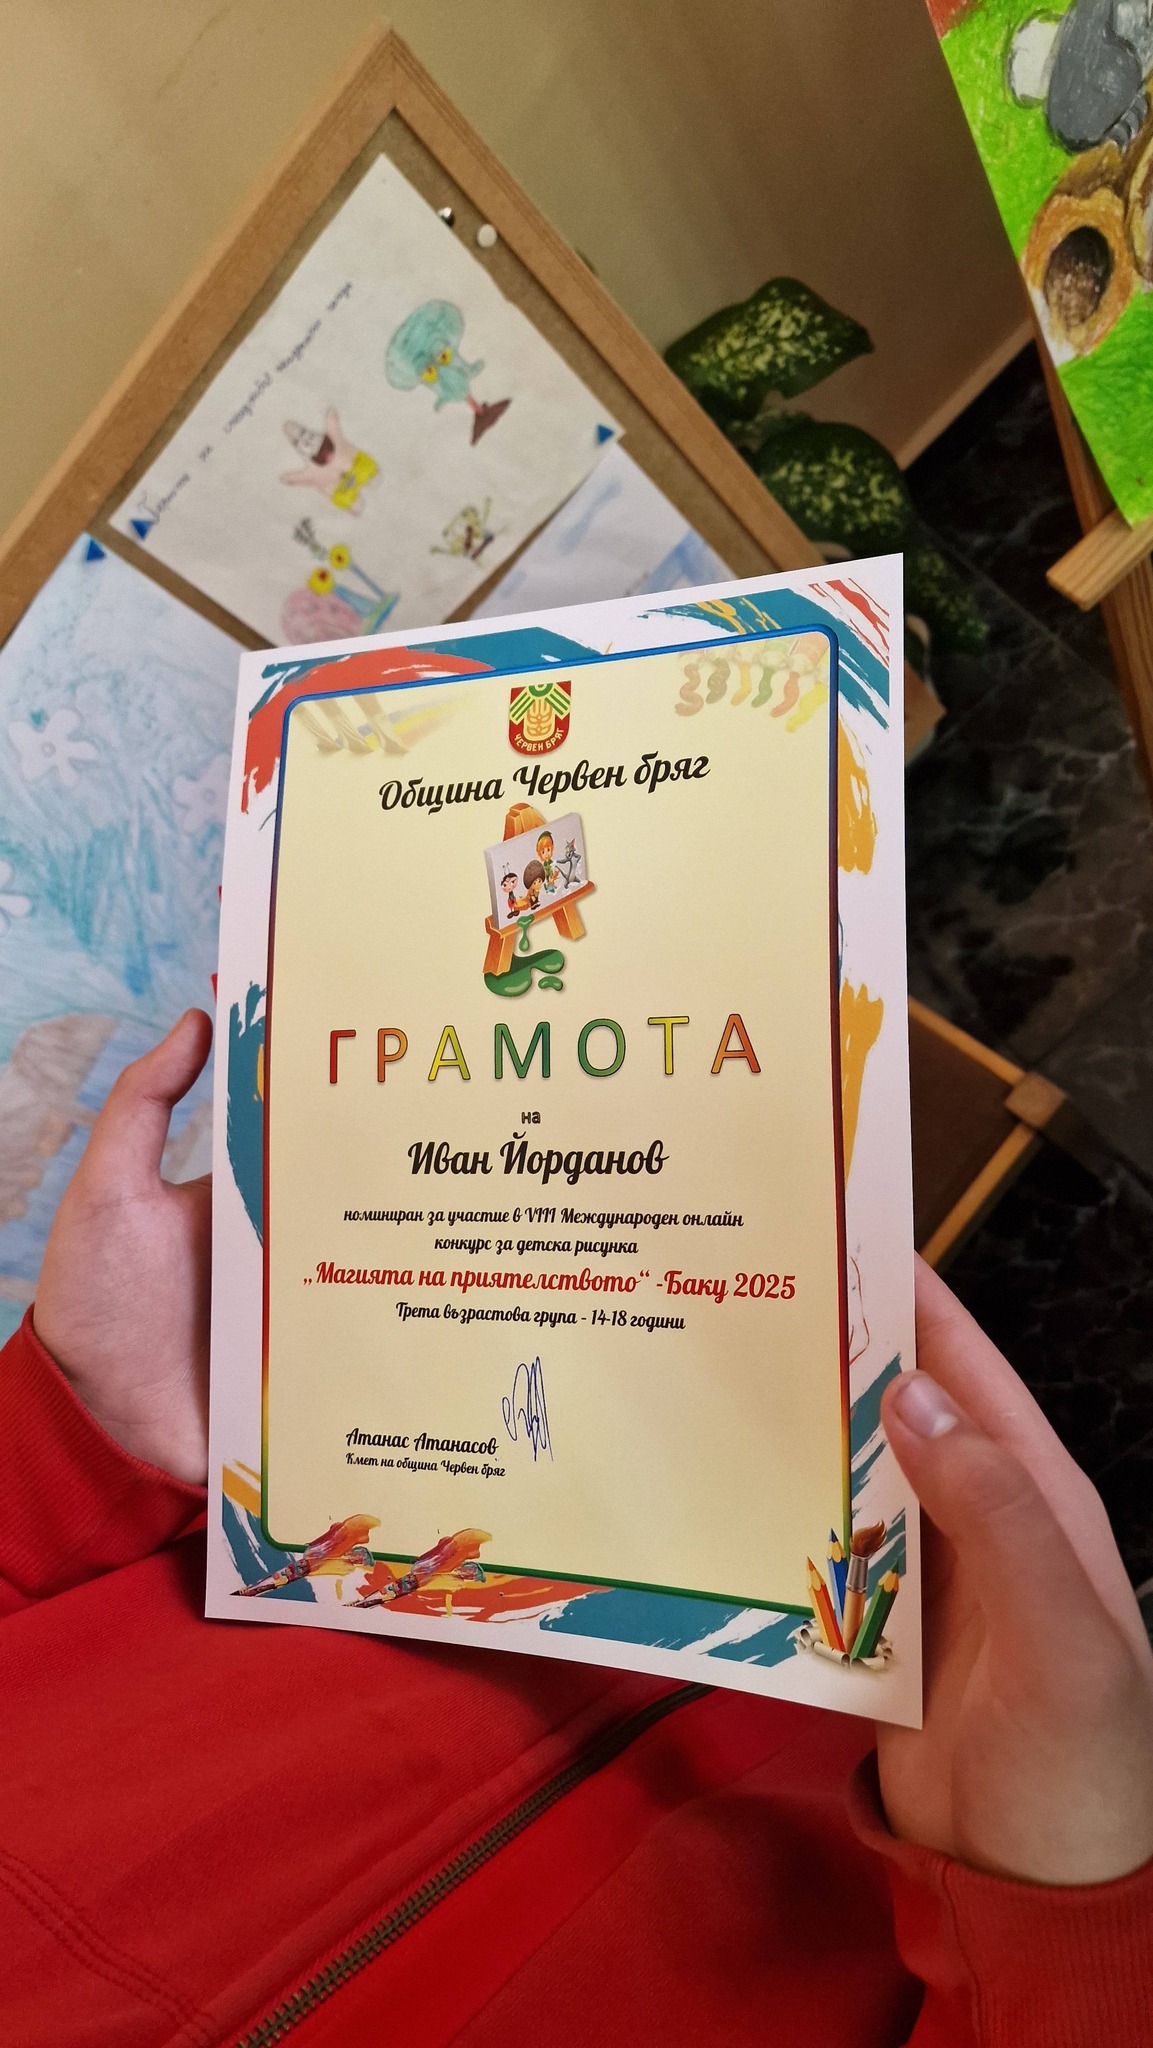 ЧЕРВЕН БРЯГ
Община Червен бряг
ГРАМОТА
на
Иван Йорданов
номиниран за участие в VIII Международен онлайн
конкурс за детска рисунка
„Магията на приятелството“ -Баку 2025
Трета възрастова група - 14-18 години
Атанас Атанасов
Кмет на община Червен бряг